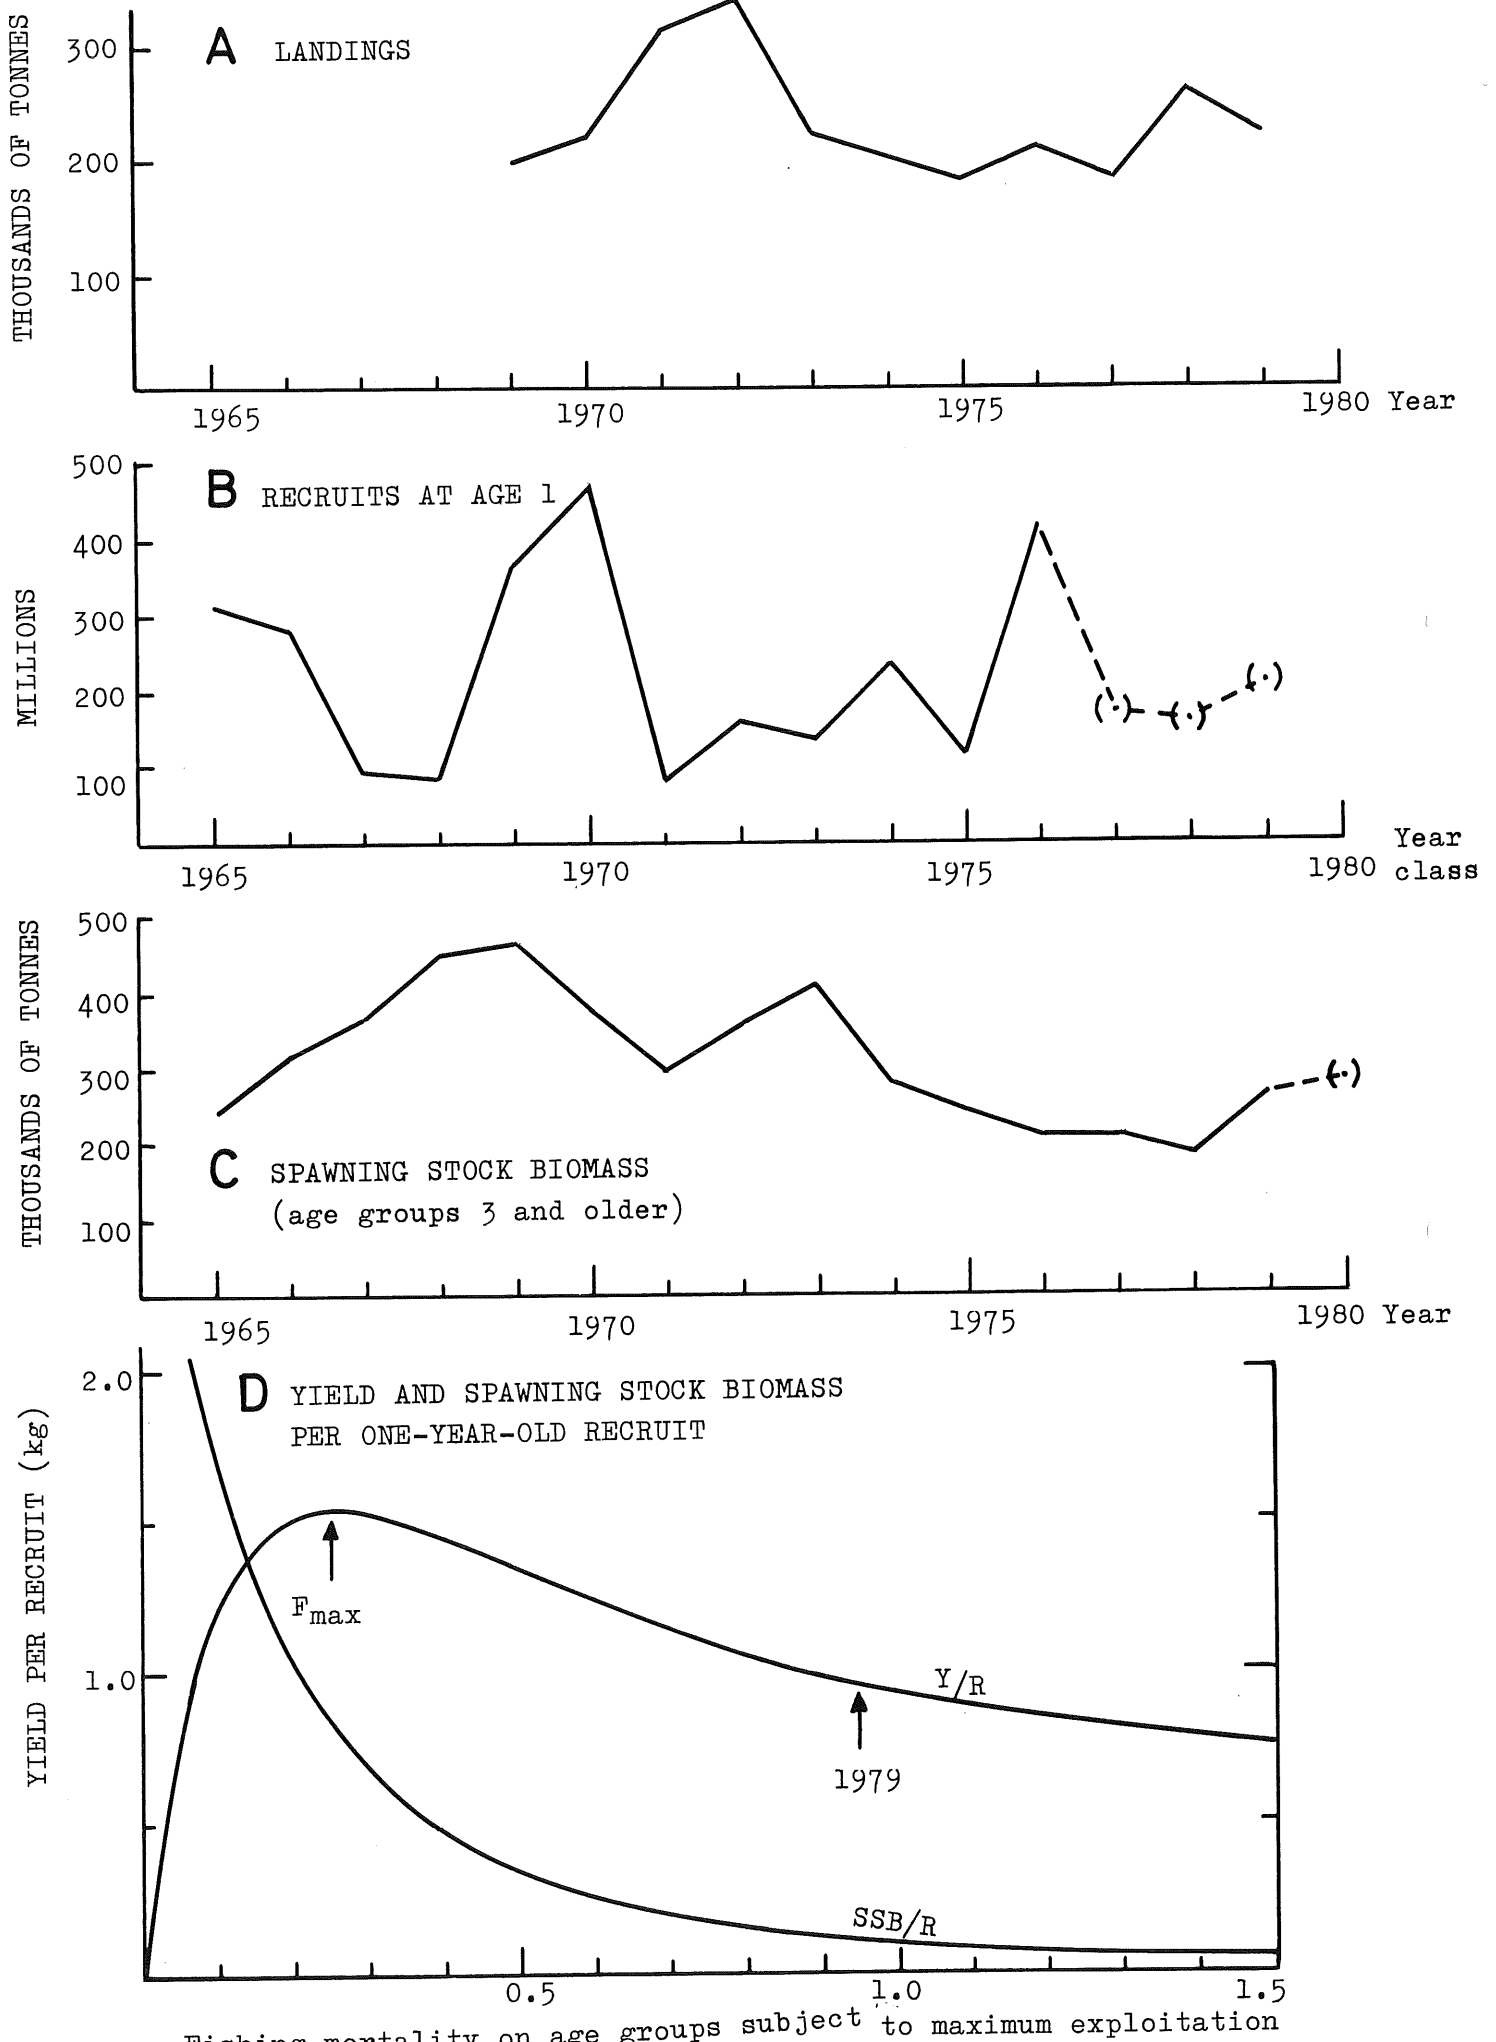 THOUSANDS OF TONNES
300
200
100
A LANDINGS
1965
1970
1975
1980 Year
MILLIONS
500
400
300
200
100
B RECRUITS AT AGE 1
(·)
(·)
(·)
1965
1970
1975
1980
Year
class
THOUSANDS OF TONNES
500
400
300
200
100
C SPAWNING STOCK BIOMASS
(age groups 3 and older)
(·)
1965
1970
1975
1980 Year
YIELD PER RECRUIT (kg)
2.0
1.0
D YIELD AND SPAWNING STOCK BIOMASS
PER ONE-YEAR-OLD RECRUIT
Fmax
Y/R
1979
SSB/R
0.5
1.0
1.5
Fishing mortality on age groups subject to maximum exploitation